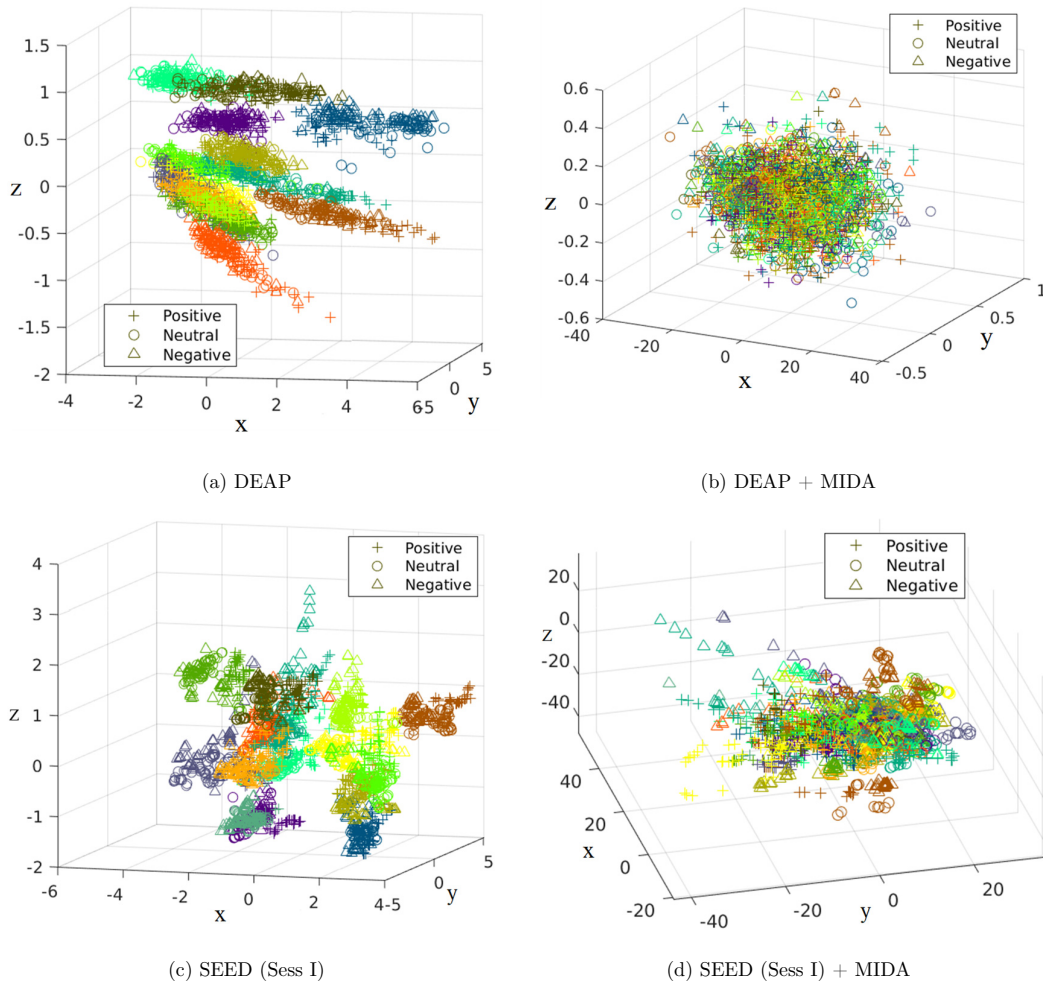 1.5
1
0.5
z
0
-0.5
-1
-1.5
-2
-4
-2
0
2
4
6-5
0
5
x
y
Positive
Neutral
Negative
(a) DEAP
0.6
0.4
0.2
z
0
-0.2
-0.4
-0.6
-40
-20
0
20
40
-0.5
0
0.5
1
x
y
Positive
Neutral
Negative
(b) DEAP + MIDA
4
3
2
z
1
0
-1
-2
-6
-4
-2
0
2
4-5
0
5
x
y
Positive
Neutral
Negative
(c) SEED (Sess I)
20
0
z
-20
-40
40
20
x
0
-20
-40
-20
0
20
y
Positive
Neutral
Negative
(d) SEED (Sess I) + MIDA